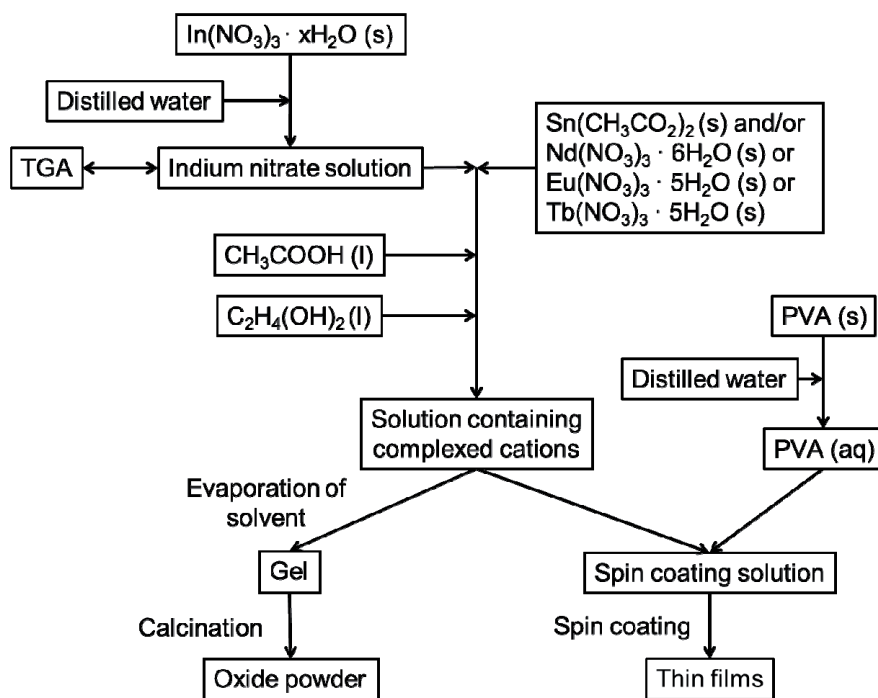 In(NO₃)₃ · xH₂O (s)
Distilled water
Sn(CH₃CO₂)₂ (s) and/or
Nd(NO₃)₃ · 6H₂O (s) or
Eu(NO₃)₃ · 5H₂O (s) or
Tb(NO₃)₃ · 5H₂O (s)
TGA
Indium nitrate solution
CH₃COOH (l)
C₂H₄(OH)₂ (l)
PVA (s)
Distilled water
Solution containing
complexed cations
PVA (aq)
Evaporation of
solvent
Gel
Spin coating solution
Calcination
Spin coating
Oxide powder
Thin films